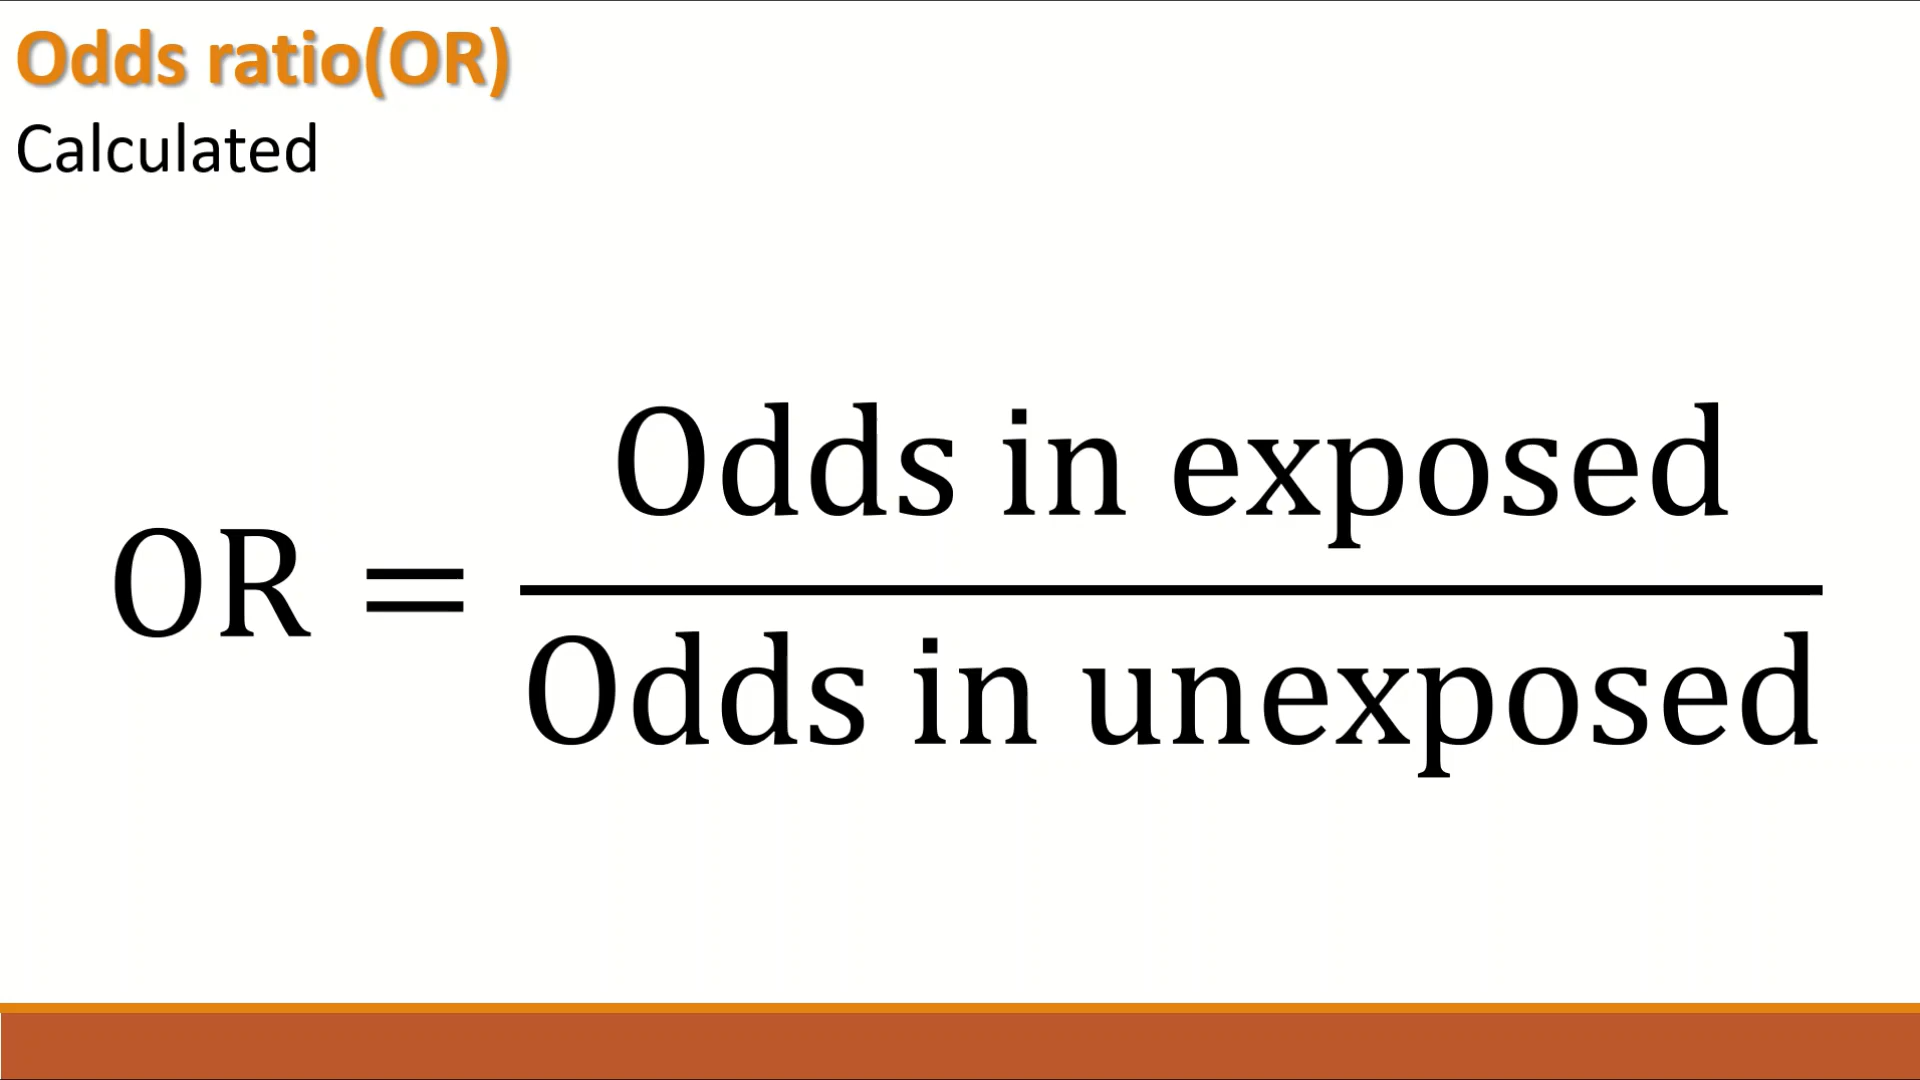 Odds ratio(OR)
Calculated
OR = Odds in exposed
Odds in unexposed